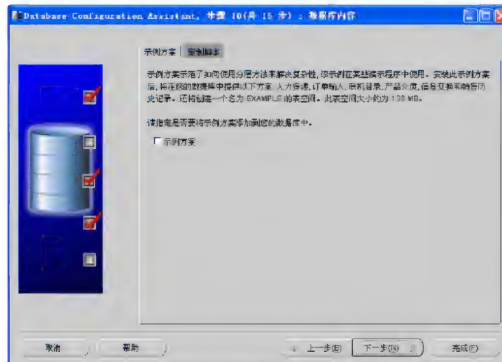 Database Configuration Assistant, 步骤 10(共 15 步) : 数据库内容
示例方案 定制脚本
示例方案示范了如何使用分层方法来解决复杂性, 该示例在某些演示程序中使用。安装此示例方案
后, 将在您的数据库中提供以下方案: 人力资源, 订单输入, 联机目录, 产品介质, 信息交换和销售历
史记录。还将创建一个名为 EXAMPLE 的表空间。此表空间大小约为 130 MB。
请指定是否要将示例方案添加到您的数据库中。
示例方案
取消 帮助 上一步(B) 下一步(N) 完成(F)